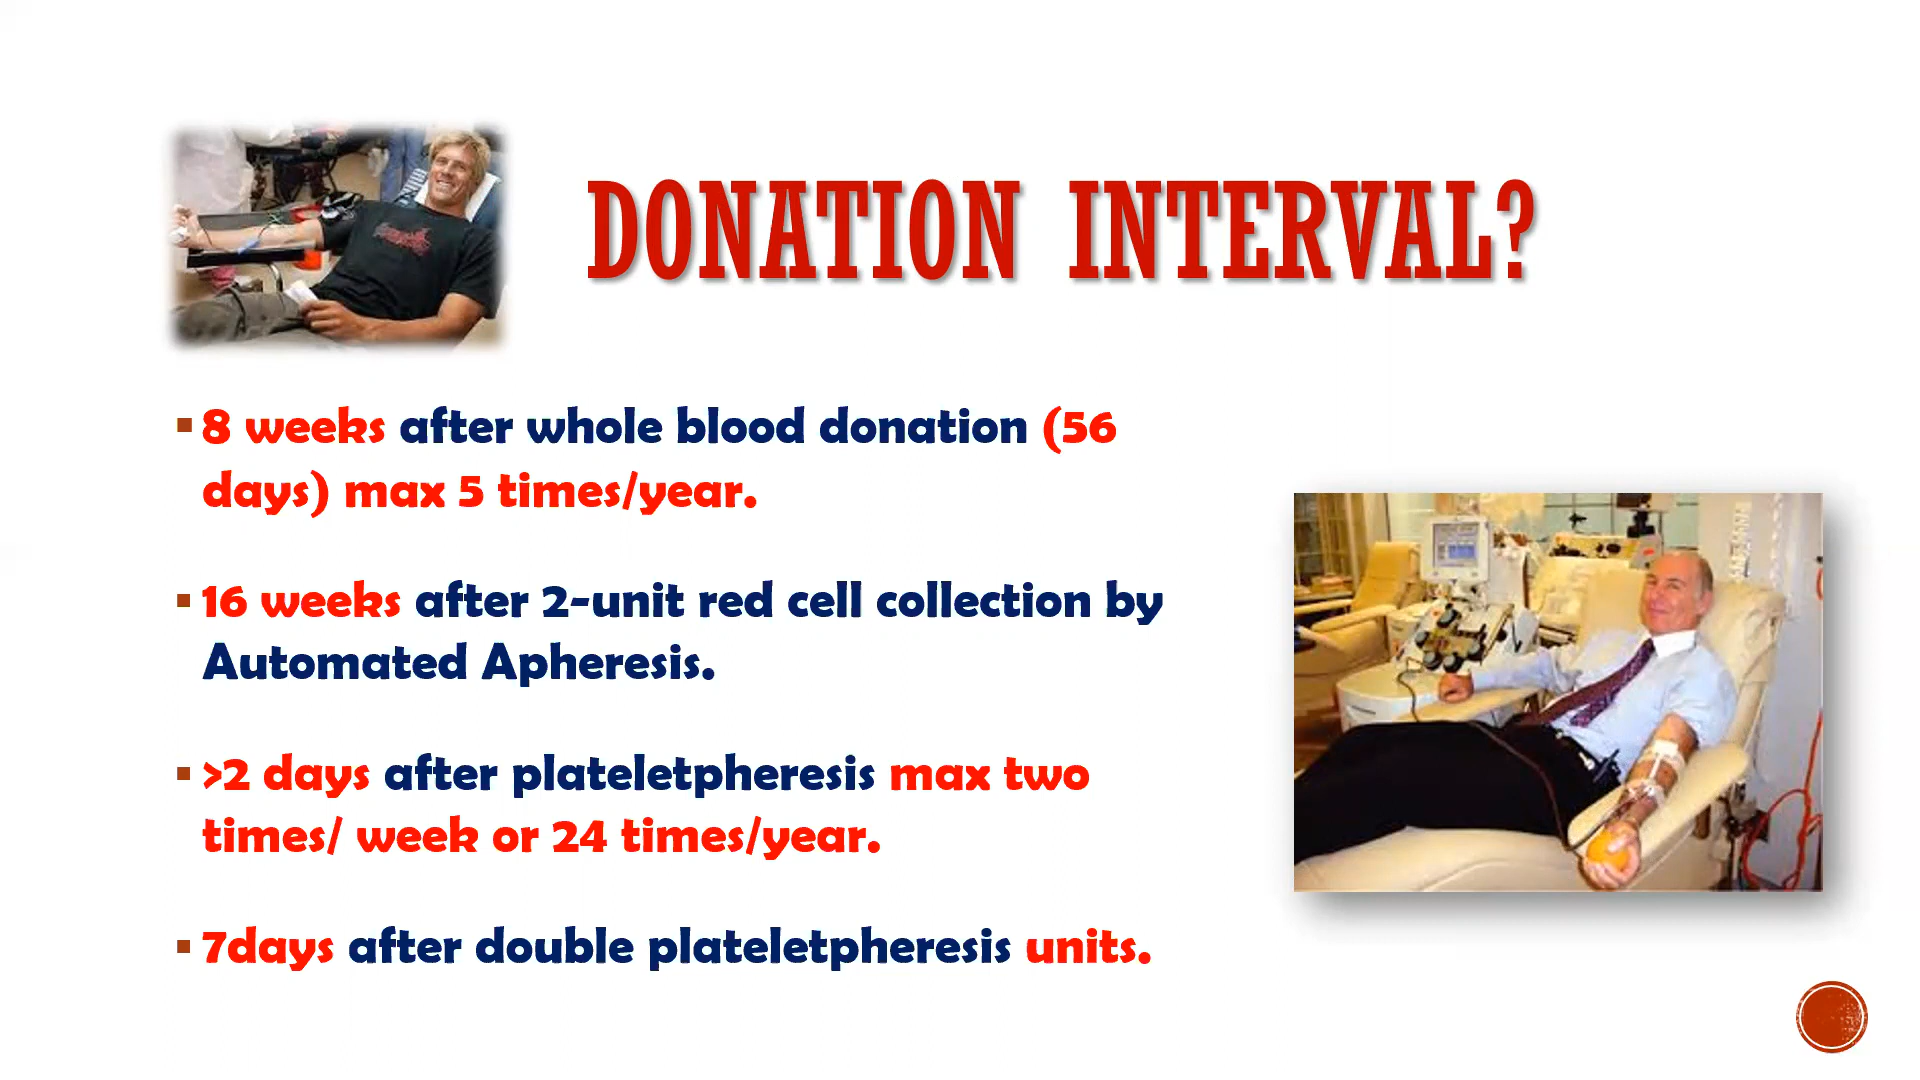 DONATION INTERVAL?
▪8 weeks after whole blood donation (56
days) max 5 times/year.
▪16 weeks after 2-unit red cell collection by
Automated Apheresis.
▪>2 days after plateletpheresis max two
times/ week or 24 times/year.
▪7days after double plateletpheresis units.